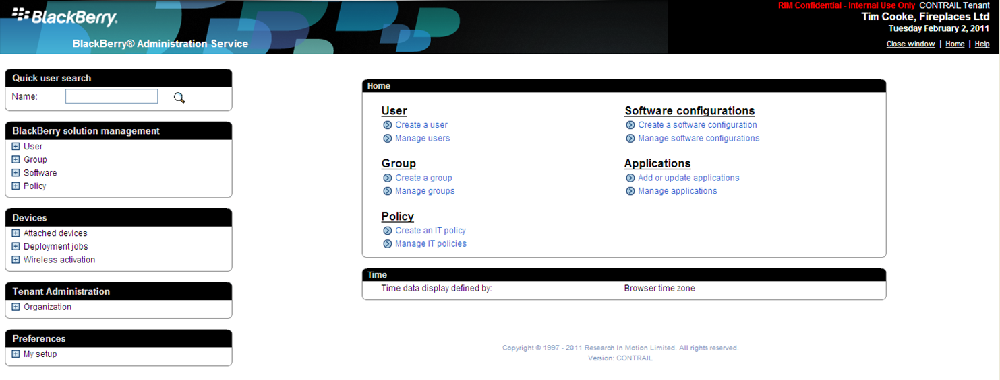 BlackBerry.
BlackBerry® Administration Service
RIM Confidential - Internal Use Only CONTRAIL Tenant
Tim Cooke, Fireplaces Ltd
Tuesday February 2, 2011
Close window | Home | Help
Quick user search
Name:
BlackBerry solution management
User
Group
Software
Policy
Devices
Attached devices
Deployment jobs
Wireless activation
Tenant Administration
Organization
Preferences
My setup
Home
User
Create a user
Manage users
Group
Create a group
Manage groups
Policy
Create an IT policy
Manage IT policies
Software configurations
Create a software configuration
Manage software configurations
Applications
Add or update applications
Manage applications
Time
Time data display defined by: Browser time zone
Copyright © 1997 - 2011 Research In Motion Limited. All rights reserved.
Version: CONTRAIL